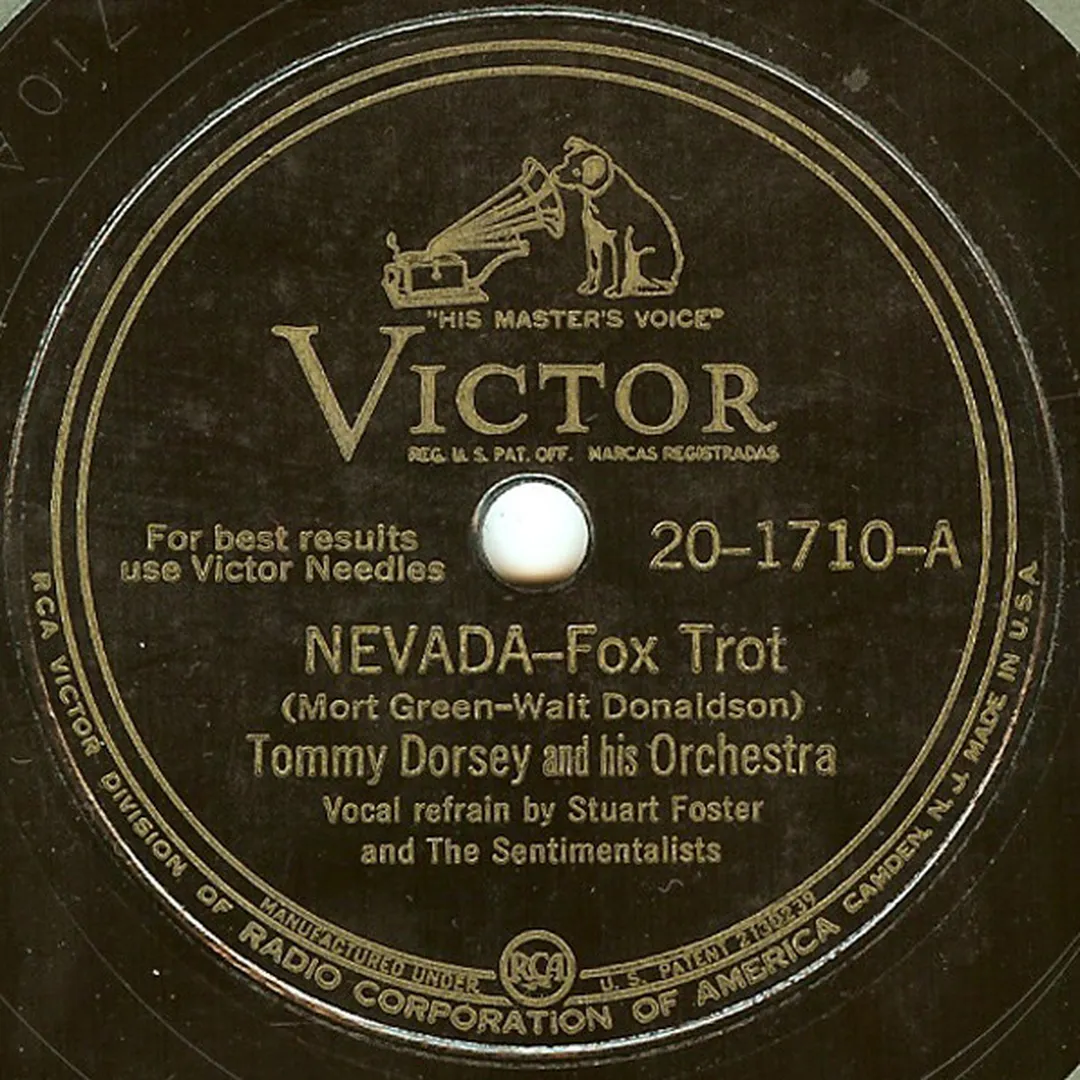 "HIS MASTER'S VOICE"
VICTOR
REG. U. S. PAT. OFF. MARCAS REGISTRADAS
For best results
use Victor Needles
20-1710-A
NEVADA-Fox Trot
(Mort Green-Walt Donaldson)
Tommy Dorsey and his Orchestra
Vocal refrain by Stuart Foster
and The Sentimentalists
MANUFACTURED UNDER
RCA
U. S. PATENT 2130239
RCA VICTOR DIVISION OF RADIO CORPORATION OF AMERICA CAMDEN, N. J. MADE IN U.S.A.